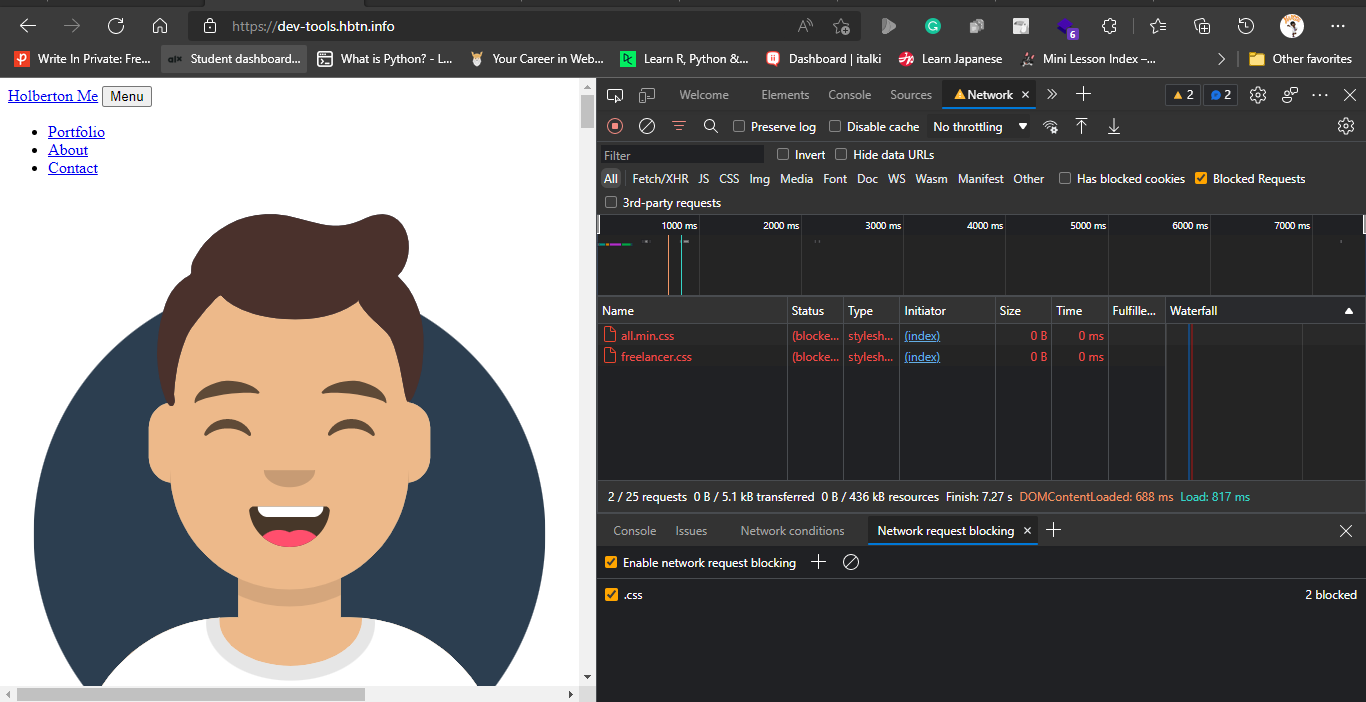 https://dev-tools.hbtn.info
6
Write In Private: Fre... Student dashboard... What is Python? - L... Your Career in Web... Learn R, Python &... Dashboard | italki Learn Japanese Mini Lesson Index –... Other favorites
Holberton Me Menu
Portfolio
About
Contact
Welcome Elements Console Sources Network 2 2
Preserve log Disable cache No throttling
Filter Invert Hide data URLs
All Fetch/XHR JS CSS Img Media Font Doc WS Wasm Manifest Other Has blocked cookies Blocked Requests
3rd-party requests
1000 ms 2000 ms 3000 ms 4000 ms 5000 ms 6000 ms 7000 ms
Name Status Type Initiator Size Time Fulfille... Waterfall
all.min.css (blocke... stylesh... (index) 0 B 0 ms
freelancer.css (blocke... stylesh... (index) 0 B 0 ms
2 / 25 requests 0 B / 5.1 kB transferred 0 B / 436 kB resources Finish: 7.27 s DOMContentLoaded: 688 ms Load: 817 ms
Console Issues Network conditions Network request blocking
Enable network request blocking
.css 2 blocked